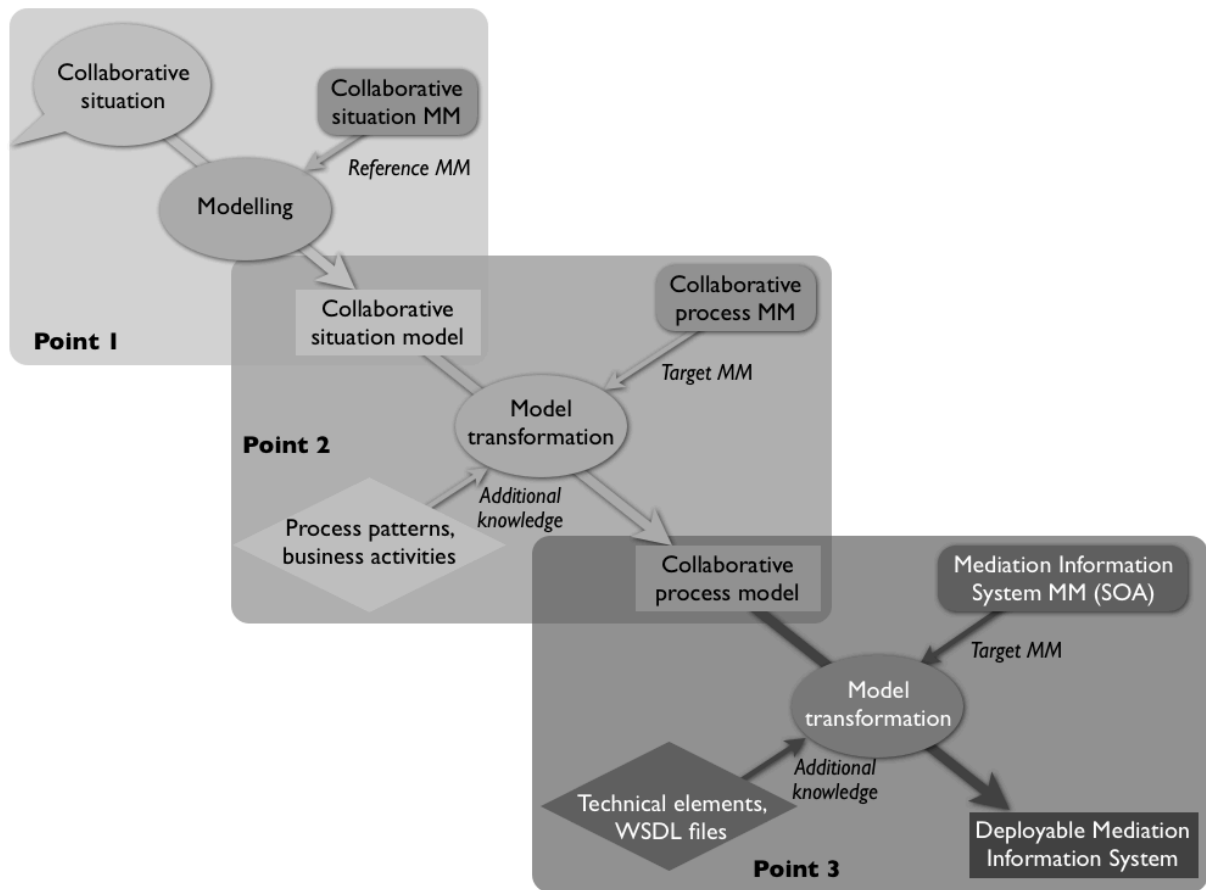 Collaborative
situation
Collaborative
situation MM
Reference MM
Modelling
Collaborative
situation model
Point 1
Collaborative
process MM
Target MM
Model
transformation
Point 2
Additional
knowledge
Process patterns,
business activities
Collaborative
process model
Mediation Information
System MM (SOA)
Target MM
Model
transformation
Additional
knowledge
Technical elements,
WSDL files
Deployable Mediation
Information System
Point 3